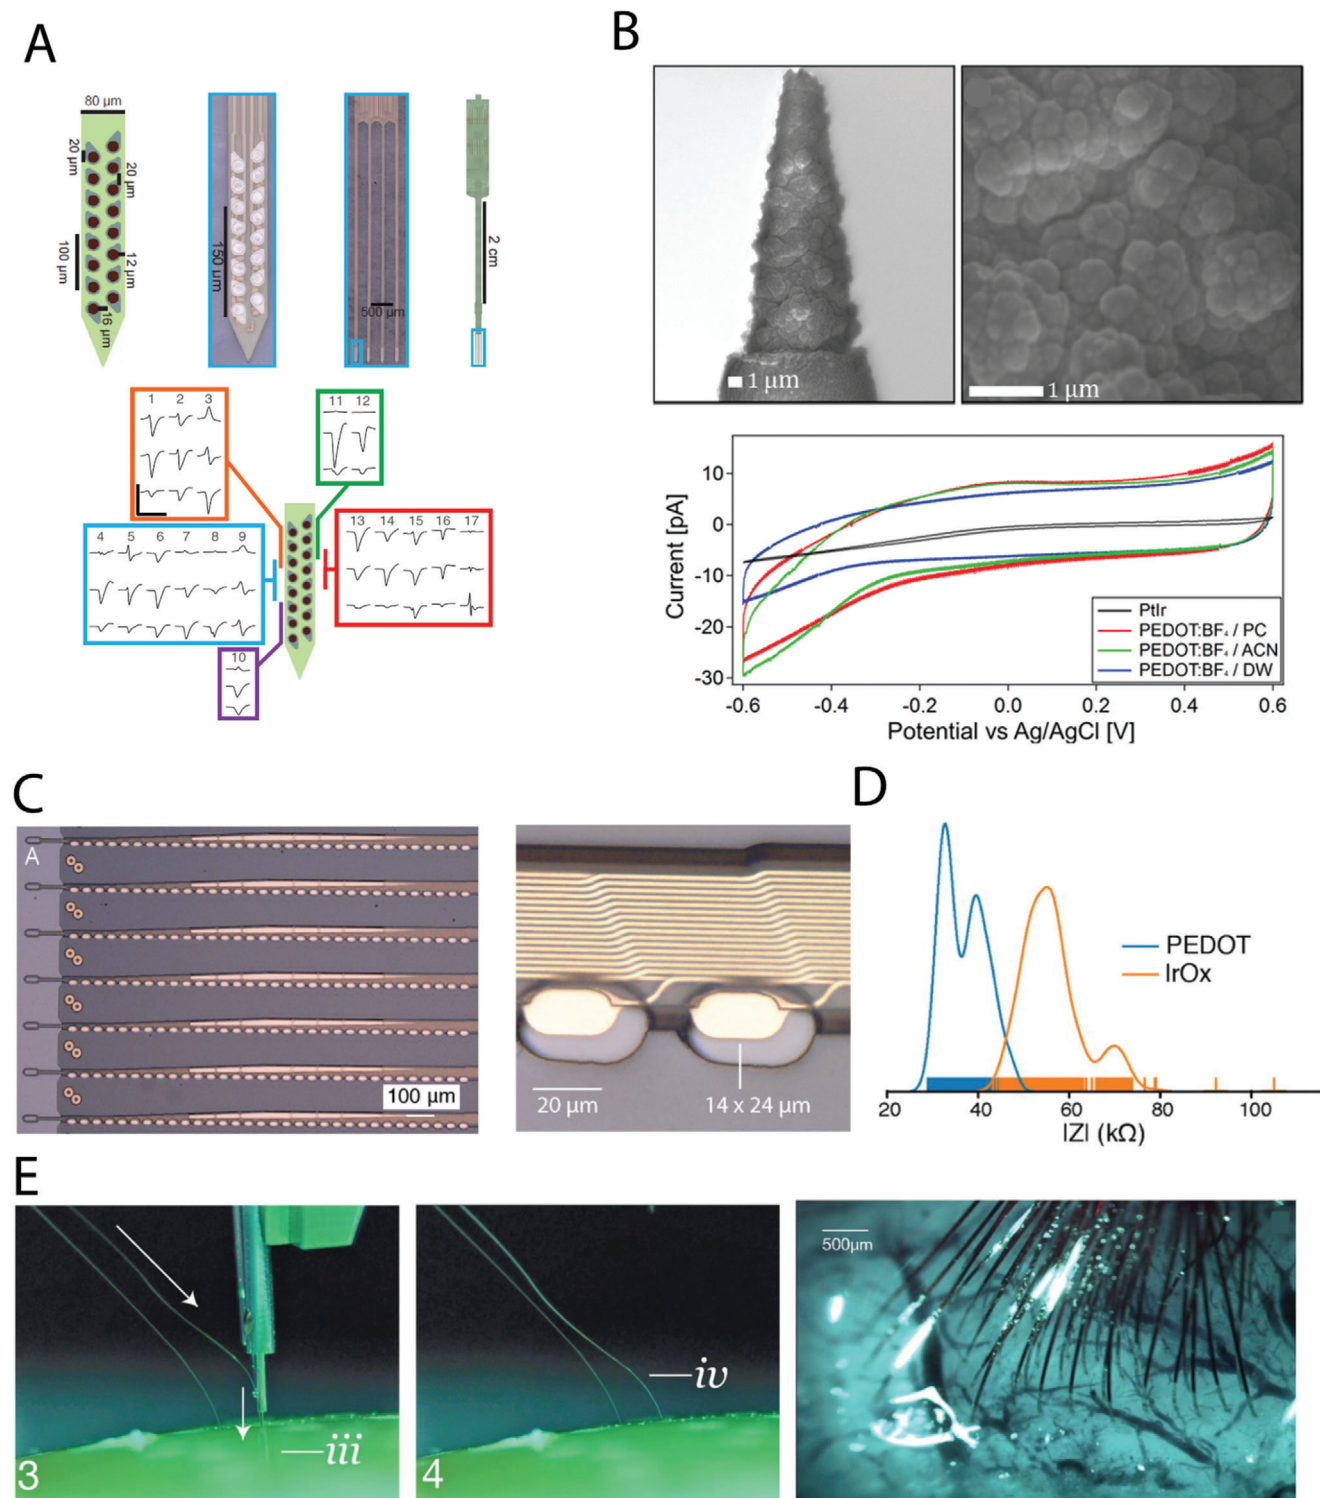 A
80 µm
20 µm
20 µm
100 µm
12 µm
16 µm
150 µm
500 µm
2 cm
1 2 3
11 12
4 5 6 7 8 9
13 14 15 16 17
10
B
1 µm
1 µm
10
0
-10
-20
-30
Current [pA]
PtIr
PEDOT:BF₄ / PC
PEDOT:BF₄ / ACN
PEDOT:BF₄ / DW
-0.6 -0.4 -0.2 0.0 0.2 0.4 0.6
Potential vs Ag/AgCl [V]
C
A
100 µm
20 µm
14 x 24 µm
D
PEDOT
IrOx
20 40 60 80 100
|Z| (kΩ)
E
iii
3
iv
4
500µm